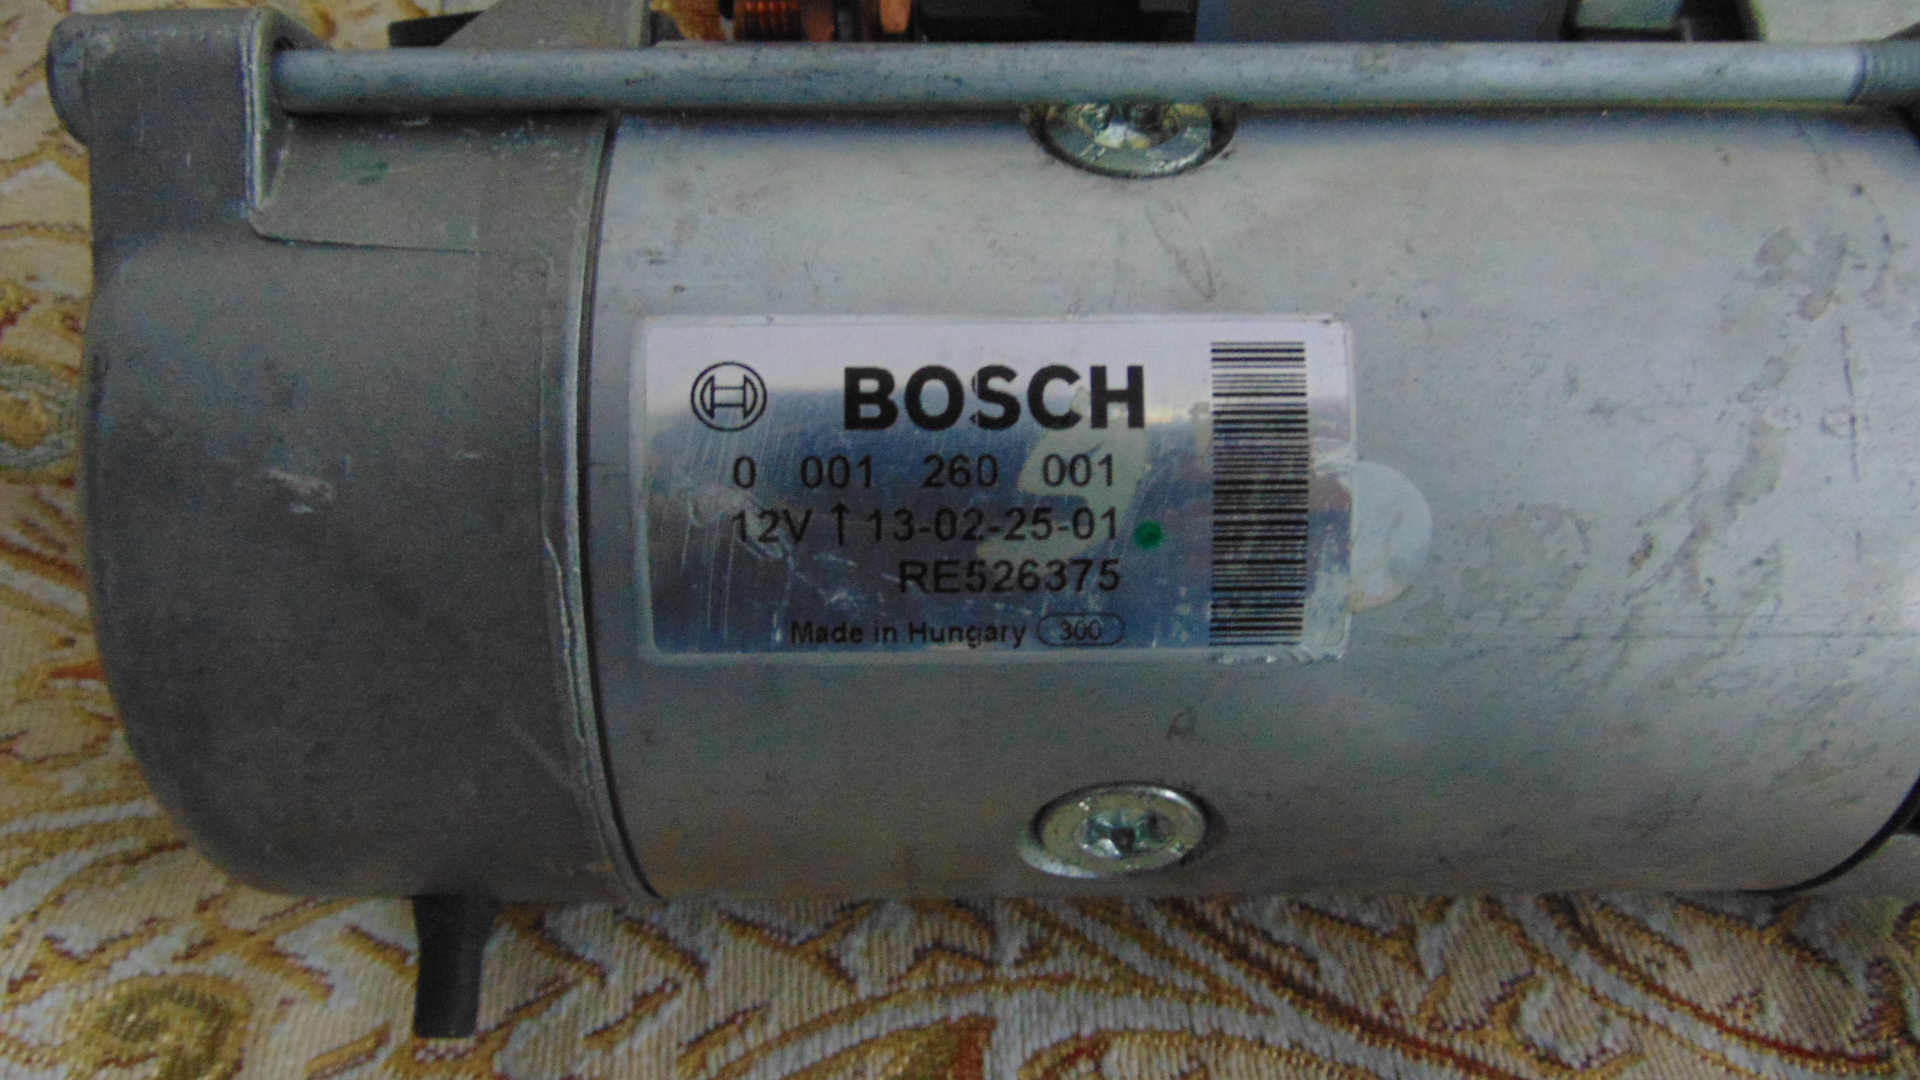 BOSCH
0 001 260 001
12V ↑ 13-02-25-01
RE526375
Made in Hungary 300